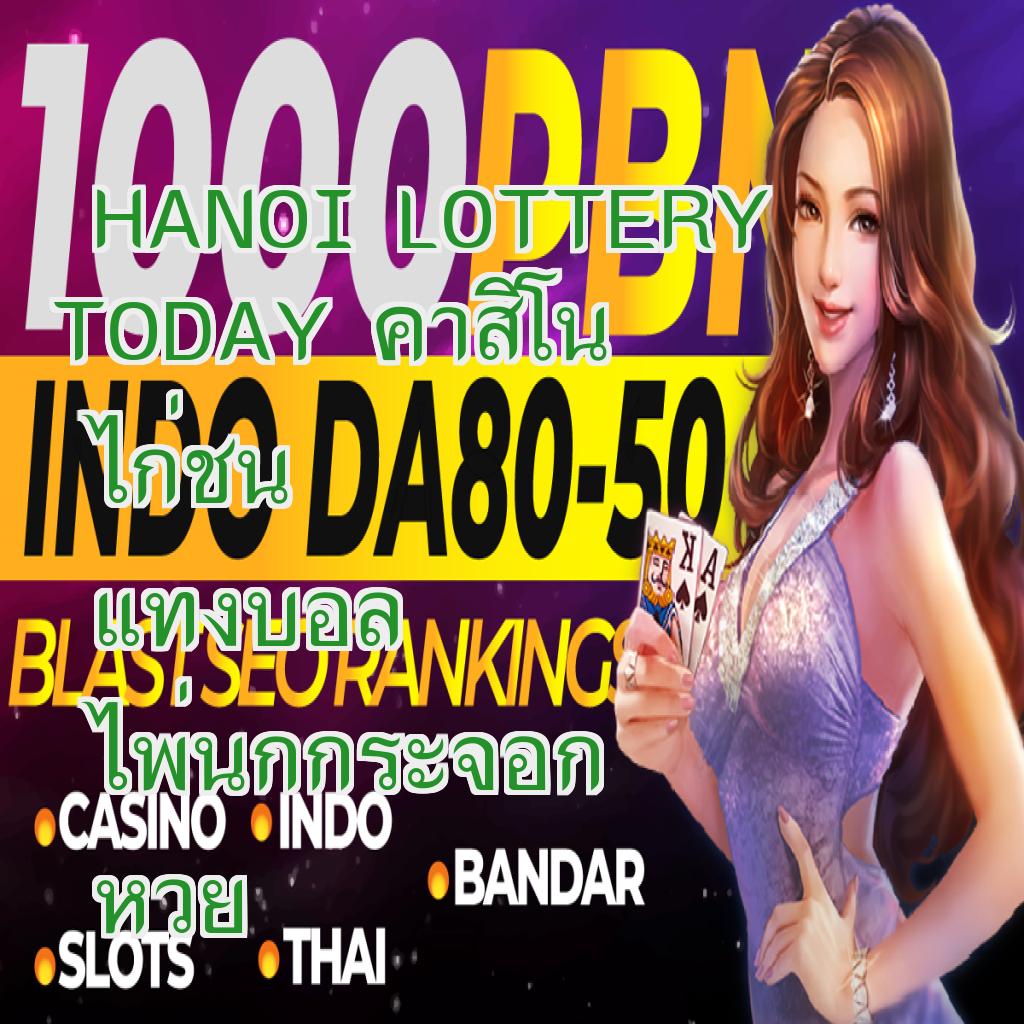 1000PBN
HANOI LOTTERY
TODAY คาสิโน
INDO DA80-50
ไก่ชน
แทงบอล
BLAST SEO RANKINGS
ไพ่นกกระจอก
CASINO
INDO
BANDAR
หวย
SLOTS
THAI
K
A